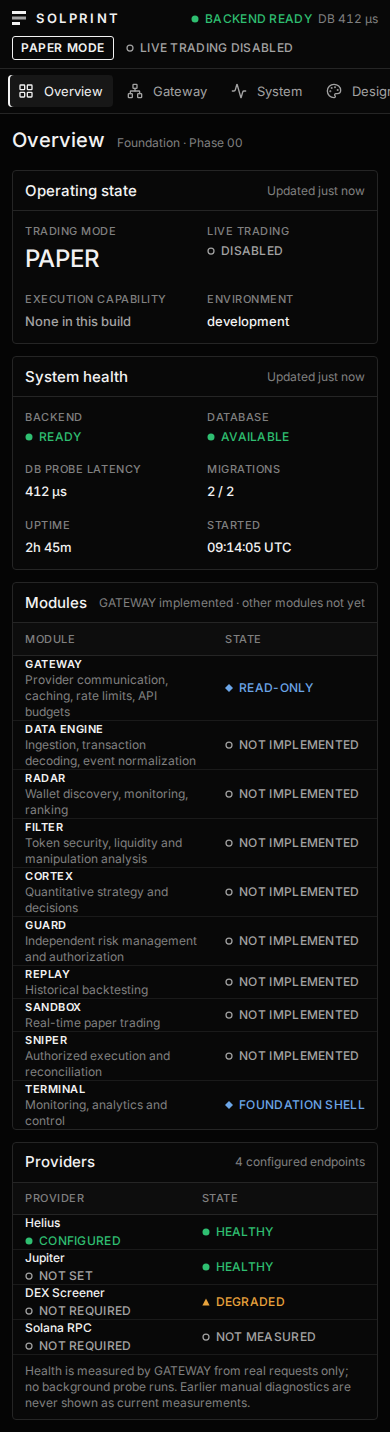 SOLPRINT
BACKEND READY DB 412 µs
PAPER MODE LIVE TRADING DISABLED
Overview Gateway System Design
Overview Foundation · Phase 00
Operating state Updated just now
TRADING MODE LIVE TRADING
PAPER DISABLED
EXECUTION CAPABILITY ENVIRONMENT
None in this build development
System health Updated just now
BACKEND DATABASE
READY AVAILABLE
DB PROBE LATENCY MIGRATIONS
412 µs 2 / 2
UPTIME STARTED
2h 45m 09:14:05 UTC
Modules GATEWAY implemented · other modules not yet
MODULE STATE
GATEWAY
Provider communication,
caching, rate limits, API
budgets
READ-ONLY
DATA ENGINE
Ingestion, transaction
decoding, event normalization
NOT IMPLEMENTED
RADAR
Wallet discovery, monitoring,
ranking
NOT IMPLEMENTED
FILTER
Token security, liquidity and
manipulation analysis
NOT IMPLEMENTED
CORTEX
Quantitative strategy and
decisions
NOT IMPLEMENTED
GUARD
Independent risk management
and authorization
NOT IMPLEMENTED
REPLAY
Historical backtesting
NOT IMPLEMENTED
SANDBOX
Real-time paper trading
NOT IMPLEMENTED
SNIPER
Authorized execution and
reconciliation
NOT IMPLEMENTED
TERMINAL
Monitoring, analytics and
control
FOUNDATION SHELL
Providers 4 configured endpoints
PROVIDER STATE
Helius
CONFIGURED
HEALTHY
Jupiter
NOT SET
HEALTHY
DEX Screener
NOT REQUIRED
DEGRADED
Solana RPC
NOT REQUIRED
NOT MEASURED
Health is measured by GATEWAY from real requests only;
no background probe runs. Earlier manual diagnostics are
never shown as current measurements.